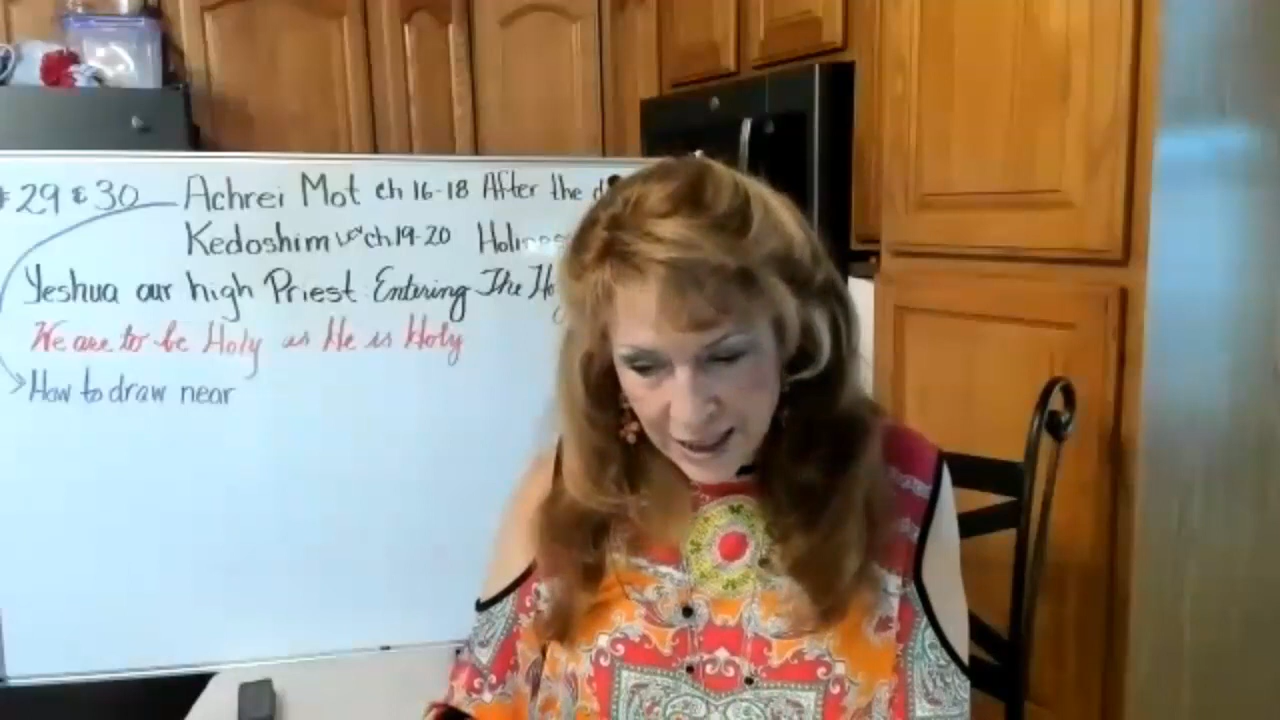 29 & 30 Achrei Mot ch 16-18 After the
Kedoshim ch 19-20
Yeshua our high Priest Entering The
We are to be Holy as He is Holy
How to draw near